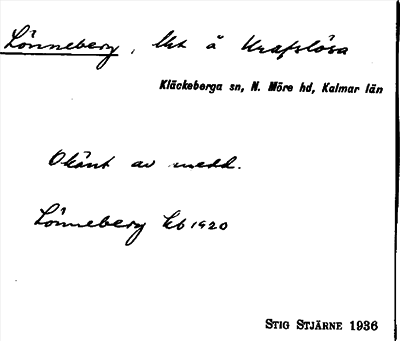 Lönneberg, lht å Krafslösa
Kläckeberga sn, N. Möre hd, Kalmar län
Okänt av medd.
Lönneberg kb 1920
STIG STJÄRNE 1936